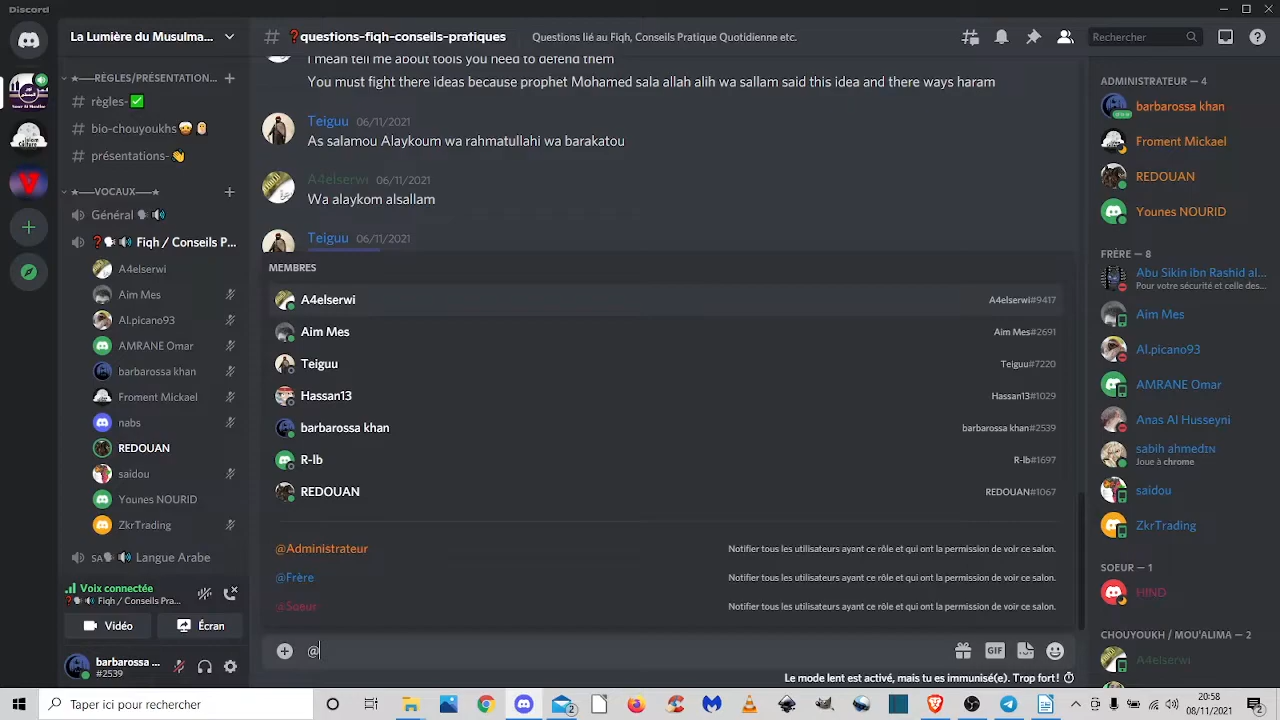 Discord
La Lumière du Musulma...
# ❓questions-fiqh-conseils-pratiques
Questions lié au Fiqh, Conseils Pratique Quotidienne etc.
Rechercher
★——RÈGLES/PRÉSENTATION...
# règles-✅
# bio-chouyoukhs
# présentations-👋
★——VOCAUX——★
Général
❓🗣🔊 Fiqh / Conseils P...
A4elserwi
Aim Mes
Al.picano93
AMRANE Omar
barbarossa khan
Froment Mickael
nabs
REDOUAN
saidou
Younes NOURID
ZkrTrading
SA🗣🔊 Langue Arabe
Voix connectée
❓🗣🔊 Fiqh / Conseils Pra...
Vidéo
Écran
barbarossa ...
#2539
I mean tell me about tools you need to defend them
You must fight there ideas because prophet Mohamed sala allah alih wa sallam said this idea and there ways haram
Teiguu 06/11/2021
As salamou Alaykoum wa rahmatullahi wa barakatou
A4elserwi 06/11/2021
Wa alaykom alsallam
Teiguu 06/11/2021
MEMBRES
A4elserwi A4elserwi#9417
Aim Mes Aim Mes#2691
Teiguu Teiguu#7220
Hassan13 Hassan13#1029
barbarossa khan barbarossa khan#2539
R-lb R-lb#1697
REDOUAN REDOUAN#1067
@Administrateur Notifier tous les utilisateurs ayant ce rôle et qui ont la permission de voir ce salon.
@Frère Notifier tous les utilisateurs ayant ce rôle et qui ont la permission de voir ce salon.
@Soeur Notifier tous les utilisateurs ayant ce rôle et qui ont la permission de voir ce salon.
@
GIF
Le mode lent est activé, mais tu es immunisé(e). Trop fort !
ADMINISTRATEUR — 4
barbarossa khan
Froment Mickael
REDOUAN
Younes NOURID
FRÈRE — 8
Abu Sikin ibn Rashid al...
Pour votre sécurité et celle des...
Aim Mes
Al.picano93
AMRANE Omar
Anas Al Husseyni
sabih ahmedɪɴ
Joue à chrome
saidou
ZkrTrading
SOEUR — 1
HIND
CHOUYOUKH / MOU'ALIMA — 2
A4elserwi
Taper ici pour rechercher
20:58
08/11/2021